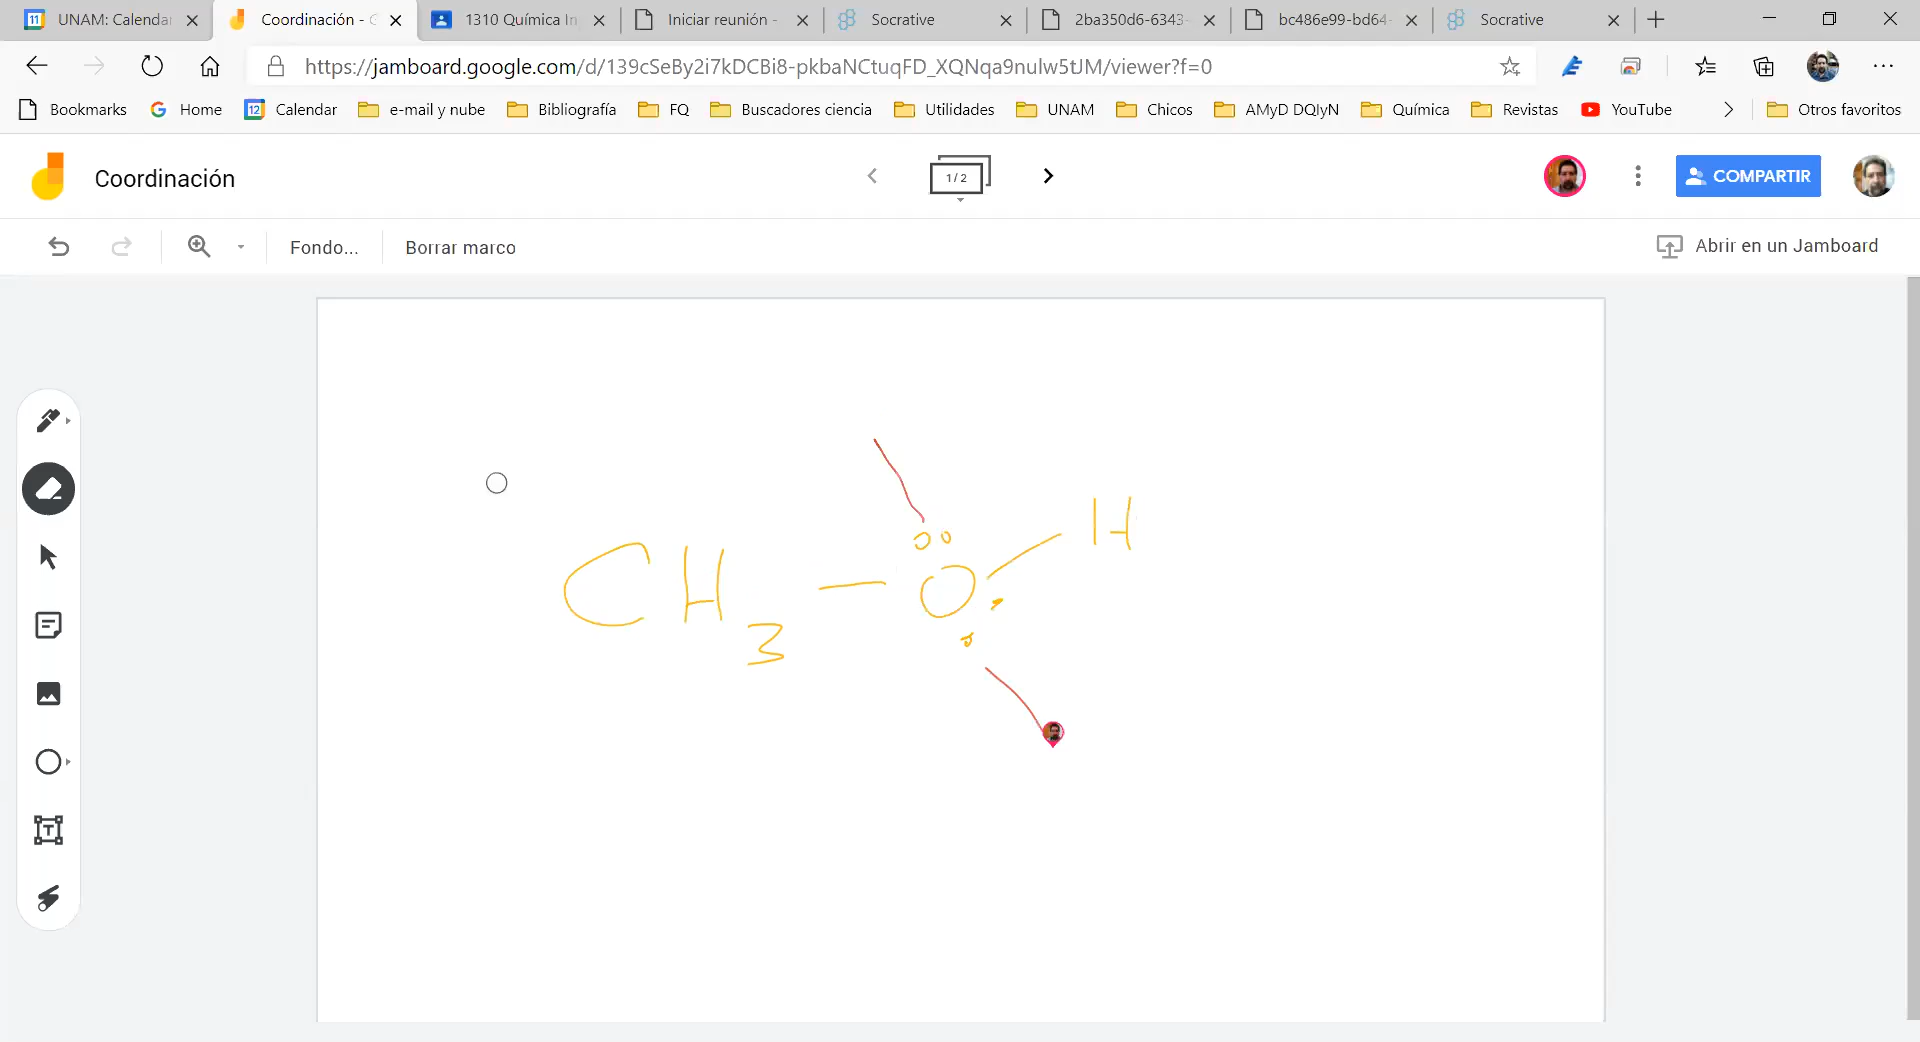 UNAM: Calenda
Coordinación - G
1310 Química In
Iniciar reunión -
Socrative
2ba350d6-6343-
bc486e99-bd64-
Socrative
https://jamboard.google.com/d/139cSeBy2i7kDCBi8-pkbaNCtuqFD_XQNqa9nulw5tJM/viewer?f=0
Bookmarks
Home
12 Calendar
e-mail y nube
Bibliografía
FQ
Buscadores ciencia
Utilidades
UNAM
Chicos
AMyD DQIyN
Química
Revistas
YouTube
Otros favoritos
Coordinación
1 / 2
COMPARTIR
Fondo...
Borrar marco
Abrir en un Jamboard
CH3 — O — H